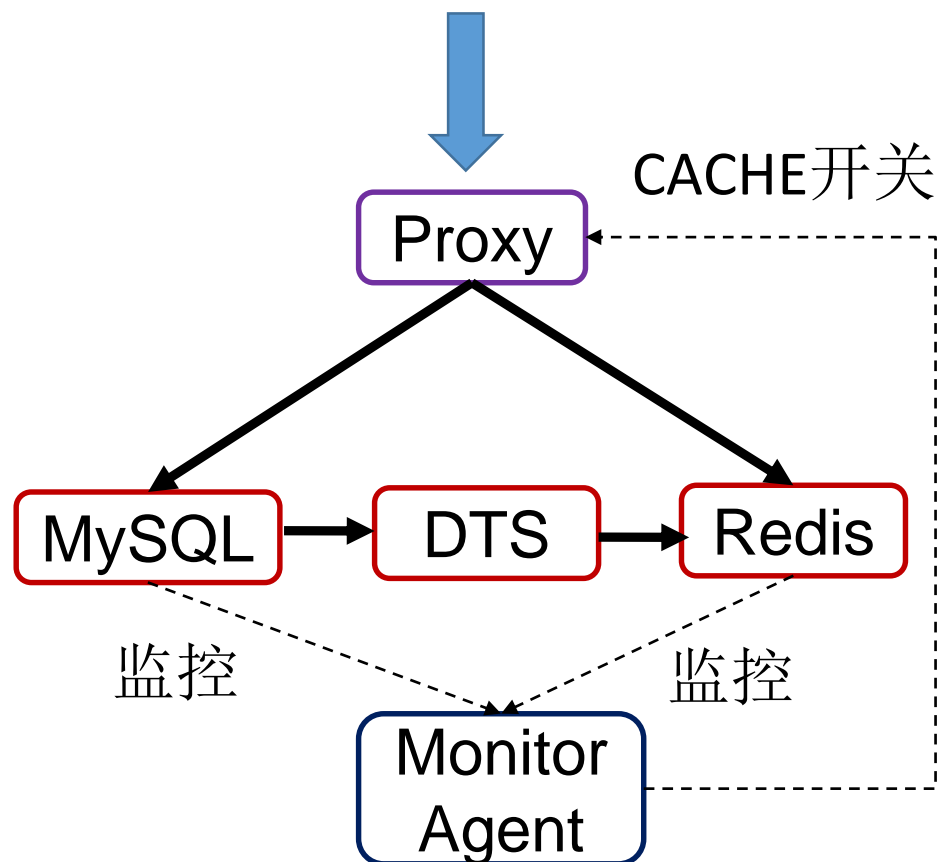 CACHE开关
Proxy
MySQL
DTS
Redis
监控
监控
Monitor
Agent